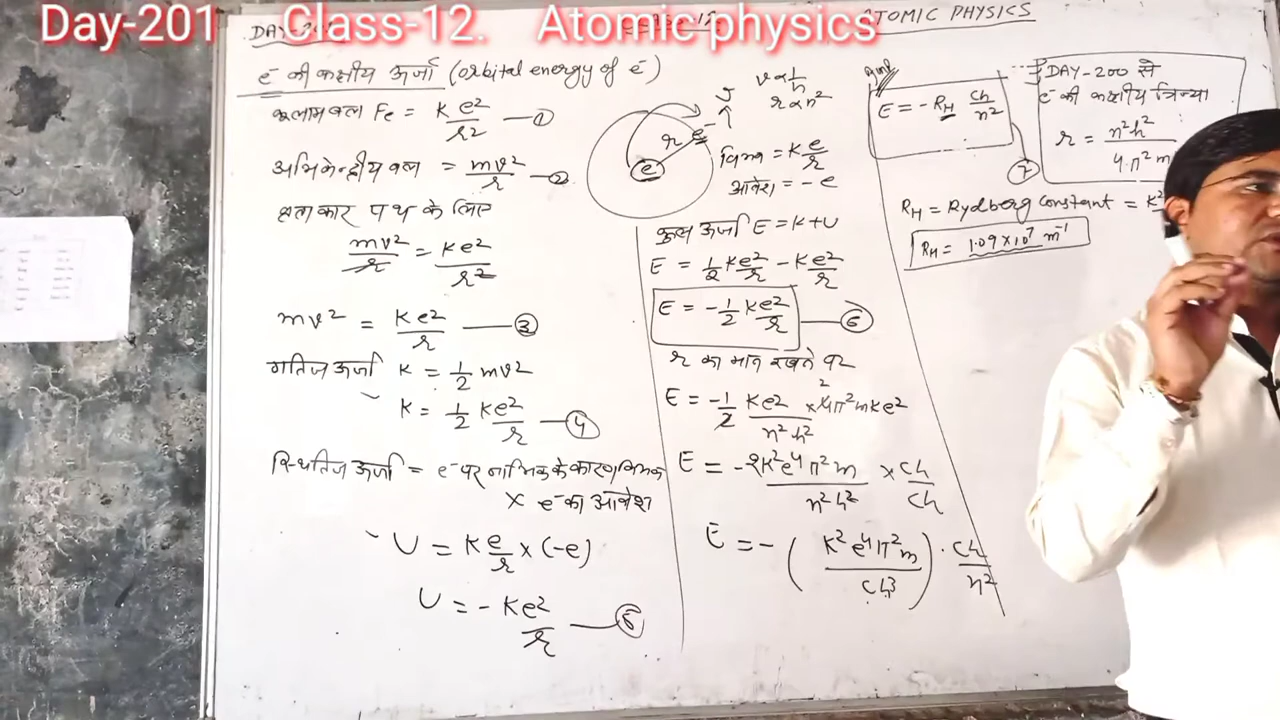 Day-201 Class-12. Atomic physics
ATOMIC PHYSICS
e⁻ की कक्षीय ऊर्जा (orbital energy of e⁻)
कूलाम बल Fe = K e²/r² — ①
अभिकेन्द्रीय बल = mv²/r — ②
वृत्ताकार पथ के लिए
mv²/r = Ke²/r²
mv² = Ke²/r — ③
गतिज ऊर्जा K = 1/2 mv²
K = 1/2 Ke²/r — ④
स्थितिज ऊर्जा = e⁻ पर नाभिक के कारण विभव
× e⁻ का आवेश
U = K e/r × (-e)
U = - Ke²/r — ⑤
v α 1/n
r α n²
v
r
e⁻
e
विभव = K e/r
आवेश = -e
कुल ऊर्जा E = K+U
E = 1/2 Ke²/r - Ke²/r
E = -1/2 Ke²/r — ⑥
r का मान रखने पर
E = -1/2 Ke²/n²h² × 4π²mKe²
2
E = - 2K²e⁴π²m/n²h² × ch/ch
E = - (K²e⁴π²m/ch³) · ch/n²
E = -R_H ch/n²
⑦
DAY-200 से
e⁻ की कक्षीय त्रिज्या
r = n²h²/4π²m
R_H = Rydberg constant = K²
R_H = 1.09×10⁷ m⁻¹